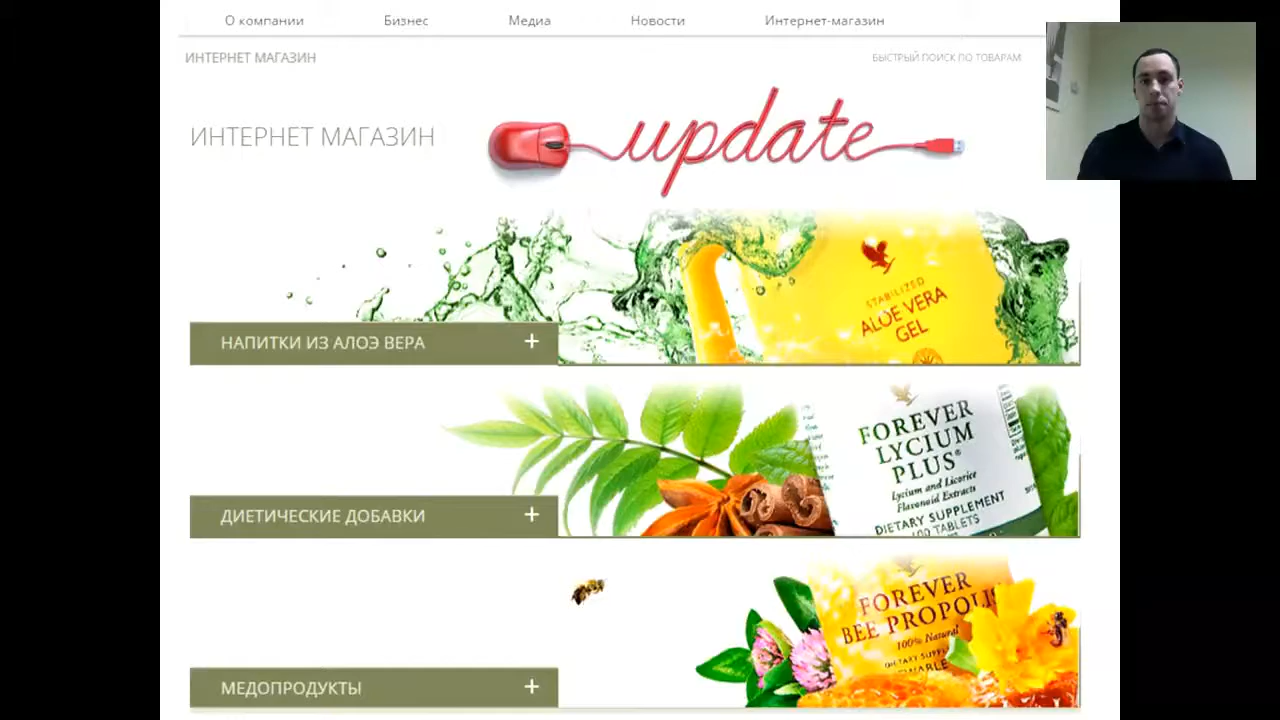 О компании
Бизнес
Медиа
Новости
Интернет-магазин
ИНТЕРНЕТ МАГАЗИН
БЫСТРЫЙ ПОИСК ПО ТОВАРАМ
ИНТЕРНЕТ МАГАЗИН
update
STABILIZED
ALOE VERA
GEL
НАПИТКИ ИЗ АЛОЭ ВЕРА +
FOREVER
LYCIUM
PLUS®
Lycium and Licorice
Flavonoid Extracts
DIETARY SUPPLEMENT
100 TABLETS
ДИЕТИЧЕСКИЕ ДОБАВКИ +
FOREVER
BEE PROPOLIS
100% Natural
DIETARY
МЕДОПРОДУКТЫ +